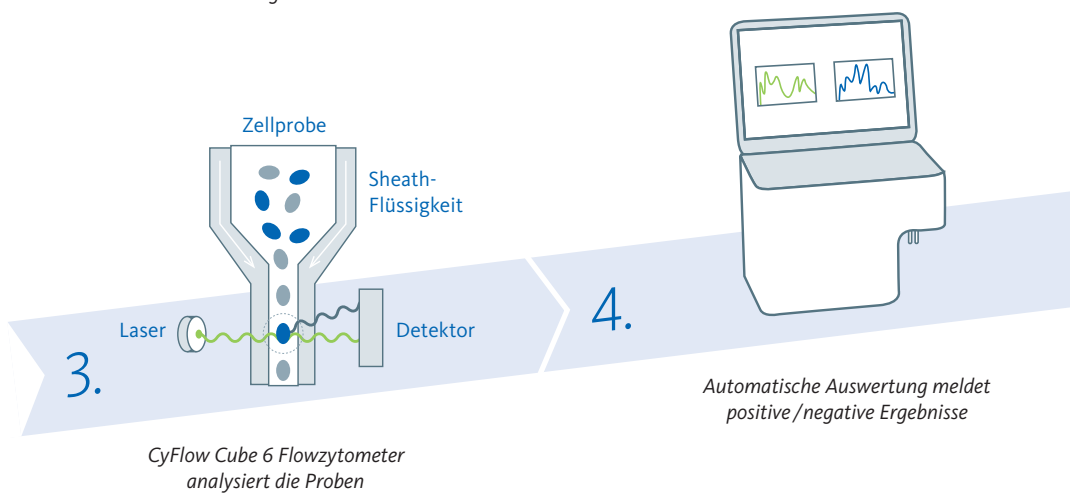 Zellprobe
Sheath-
Flüssigkeit
Laser
Detektor
3.
4.
CyFlow Cube 6 Flowzytometer
analysiert die Proben
Automatische Auswertung meldet
positive / negative Ergebnisse